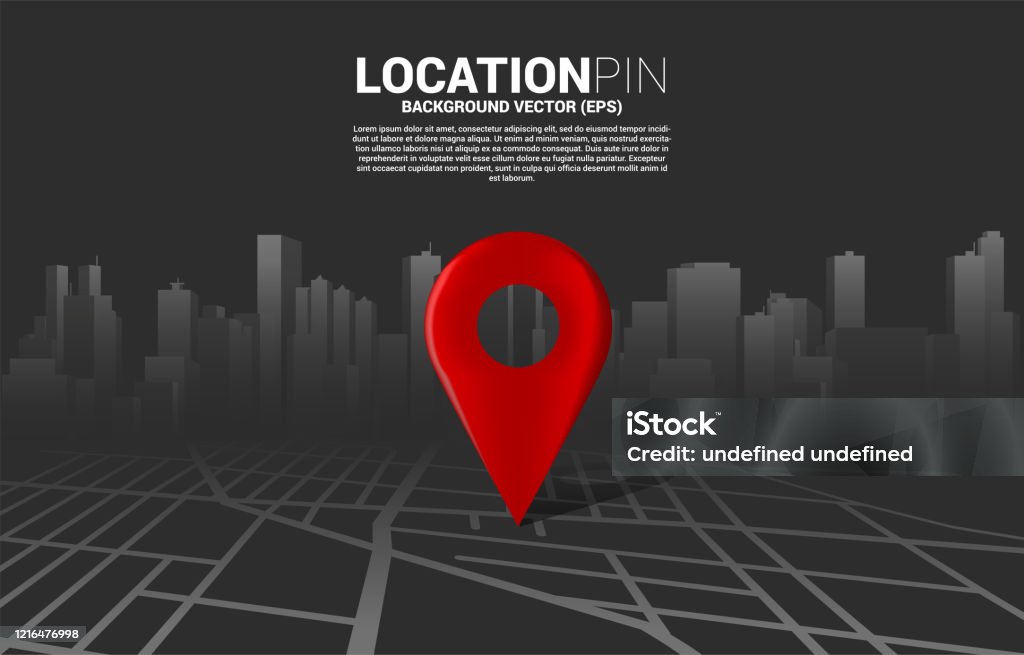 LOCATIONPIN
BACKGROUND VECTOR (EPS)
Lorem ipsum dolor sit amet, consectetur adipiscing elit, sed do eiusmod tempor incidi-
dunt ut labore et dolore magna aliqua. Ut enim ad minim veniam, quis nostrud exercita-
tion ullamco laboris nisi ut aliquip ex ea commodo consequat. Duis aute irure dolor in
reprehenderit in voluptate velit esse cillum dolore eu fugiat nulla pariatur. Excepteur
sint occaecat cupidatat non proident, sunt in culpa qui officia deserunt mollit anim id
est laborum.
iStock™
Credit: undefined undefined
1216476998